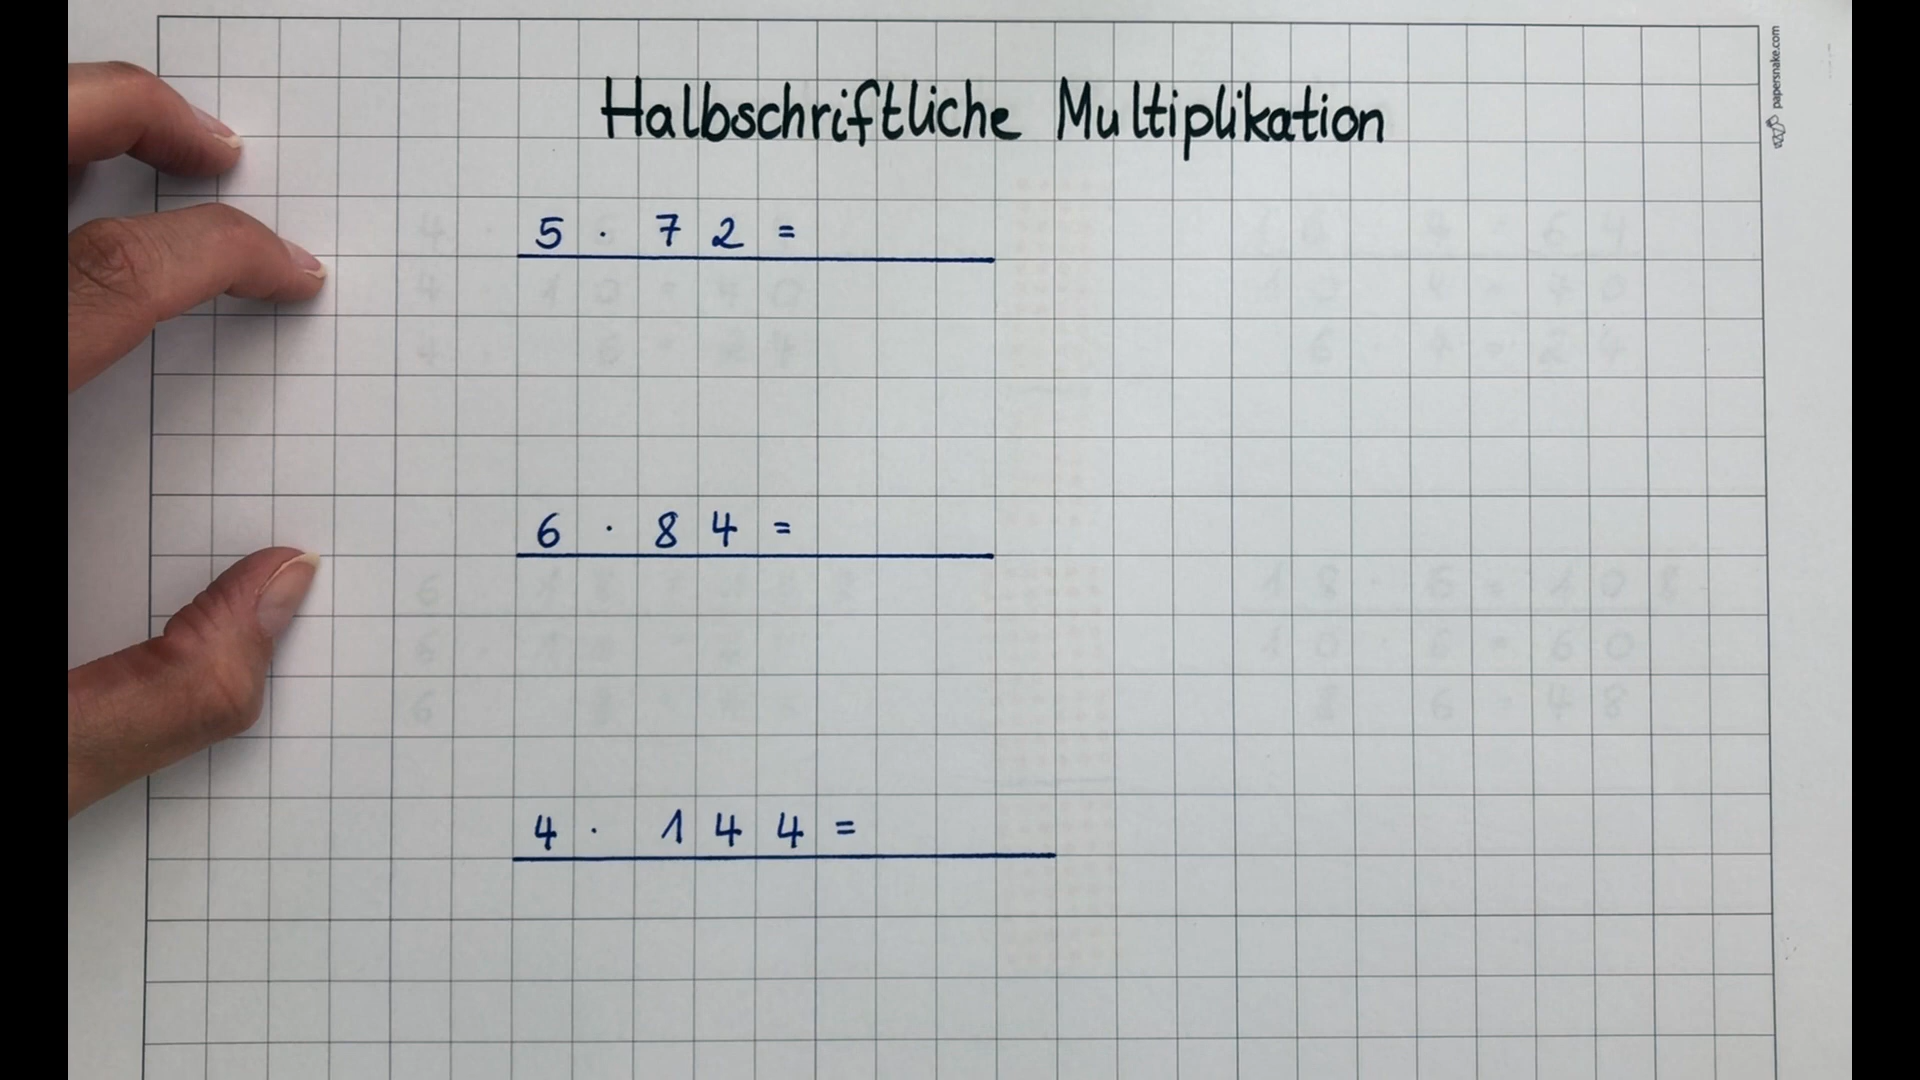 papersnake.com
Halbschriftliche Multiplikation
5 · 72 =
6 · 84 =
4 · 144 =